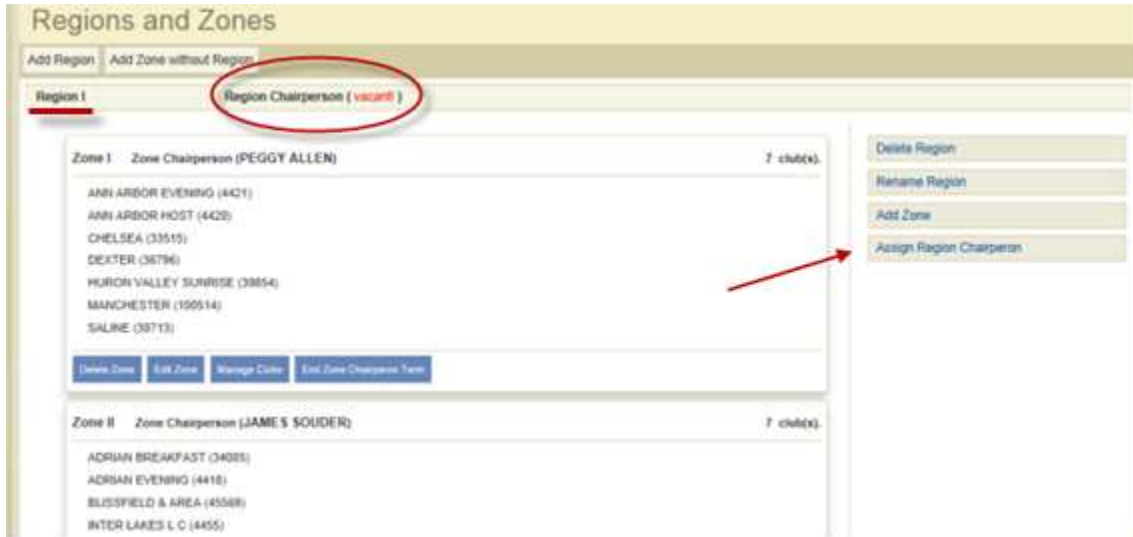 Regions and Zones
Add Region Add Zone without Region
Region I Region Chairperson ( vacant )
Zone I Zone Chairperson (PEGGY ALLEN) 7 club(s).
ANN ARBOR EVENING (4421)
ANN ARBOR HOST (4420)
CHELSEA (33515)
DEXTER (36796)
HURON VALLEY SUNRISE (39854)
MANCHESTER (100514)
SALINE (39713)
Delete Zone Edit Zone Manage Clubs End Zone Chairperson Term
Zone II Zone Chairperson (JAMES SOUDER) 7 club(s).
ADRIAN BREAKFAST (34085)
ADRIAN EVENING (4418)
BLISSFIELD & AREA
INTER LAKES L C (4455)
Delete Region
Rename Region
Add Zone
Assign Region Chairperon